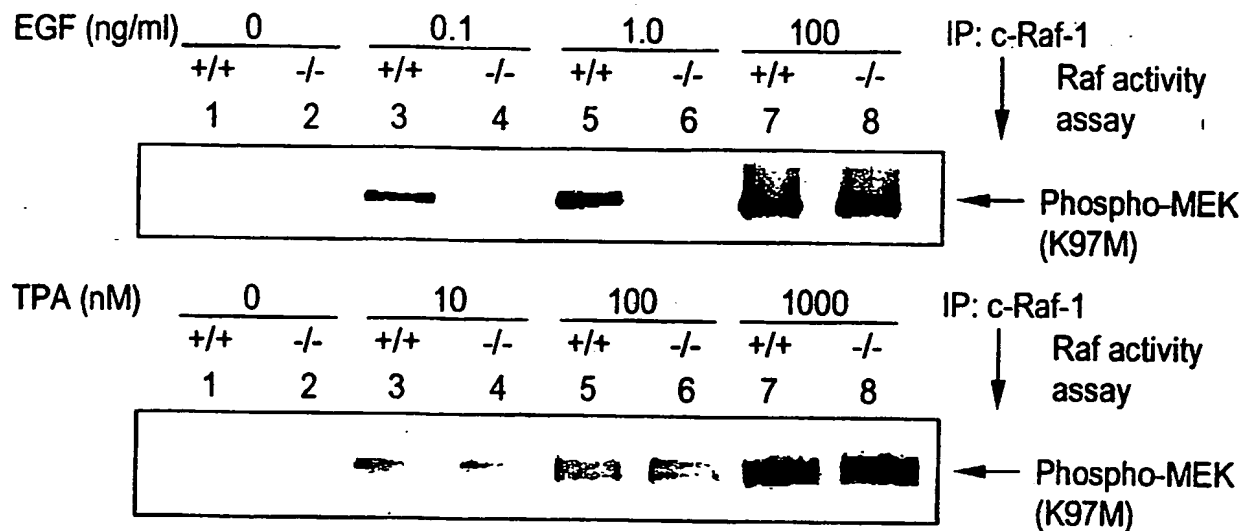 EGF (ng/ml) 0 0.1 1.0 100 IP: c-Raf-1
+/+ -/- +/+ -/- +/+ -/- +/+ -/- Raf activity
1 2 3 4 5 6 7 8 assay
Phospho-MEK
(K97M)
TPA (nM) 0 10 100 1000 IP: c-Raf-1
+/+ -/- +/+ -/- +/+ -/- +/+ -/- Raf activity
1 2 3 4 5 6 7 8 assay
Phospho-MEK
(K97M)